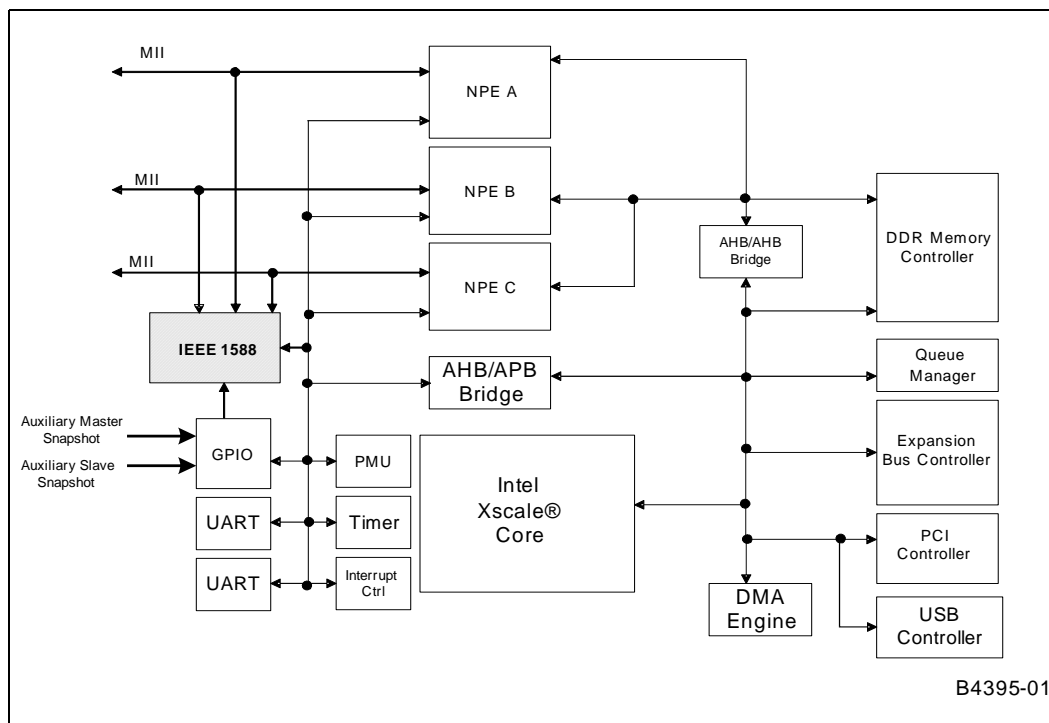 MII
NPE A
MII
NPE B
AHB/AHB
Bridge
DDR Memory
Controller
MII
NPE C
IEEE 1588
AHB/APB
Bridge
Queue
Manager
Auxiliary Master
Snapshot
Auxiliary Slave
Snapshot
GPIO
PMU
Intel
Xscale®
Core
Expansion
Bus Controller
UART
Timer
PCI
Controller
UART
Interrupt
Ctrl
DMA
Engine
USB
Controller
B4395-01